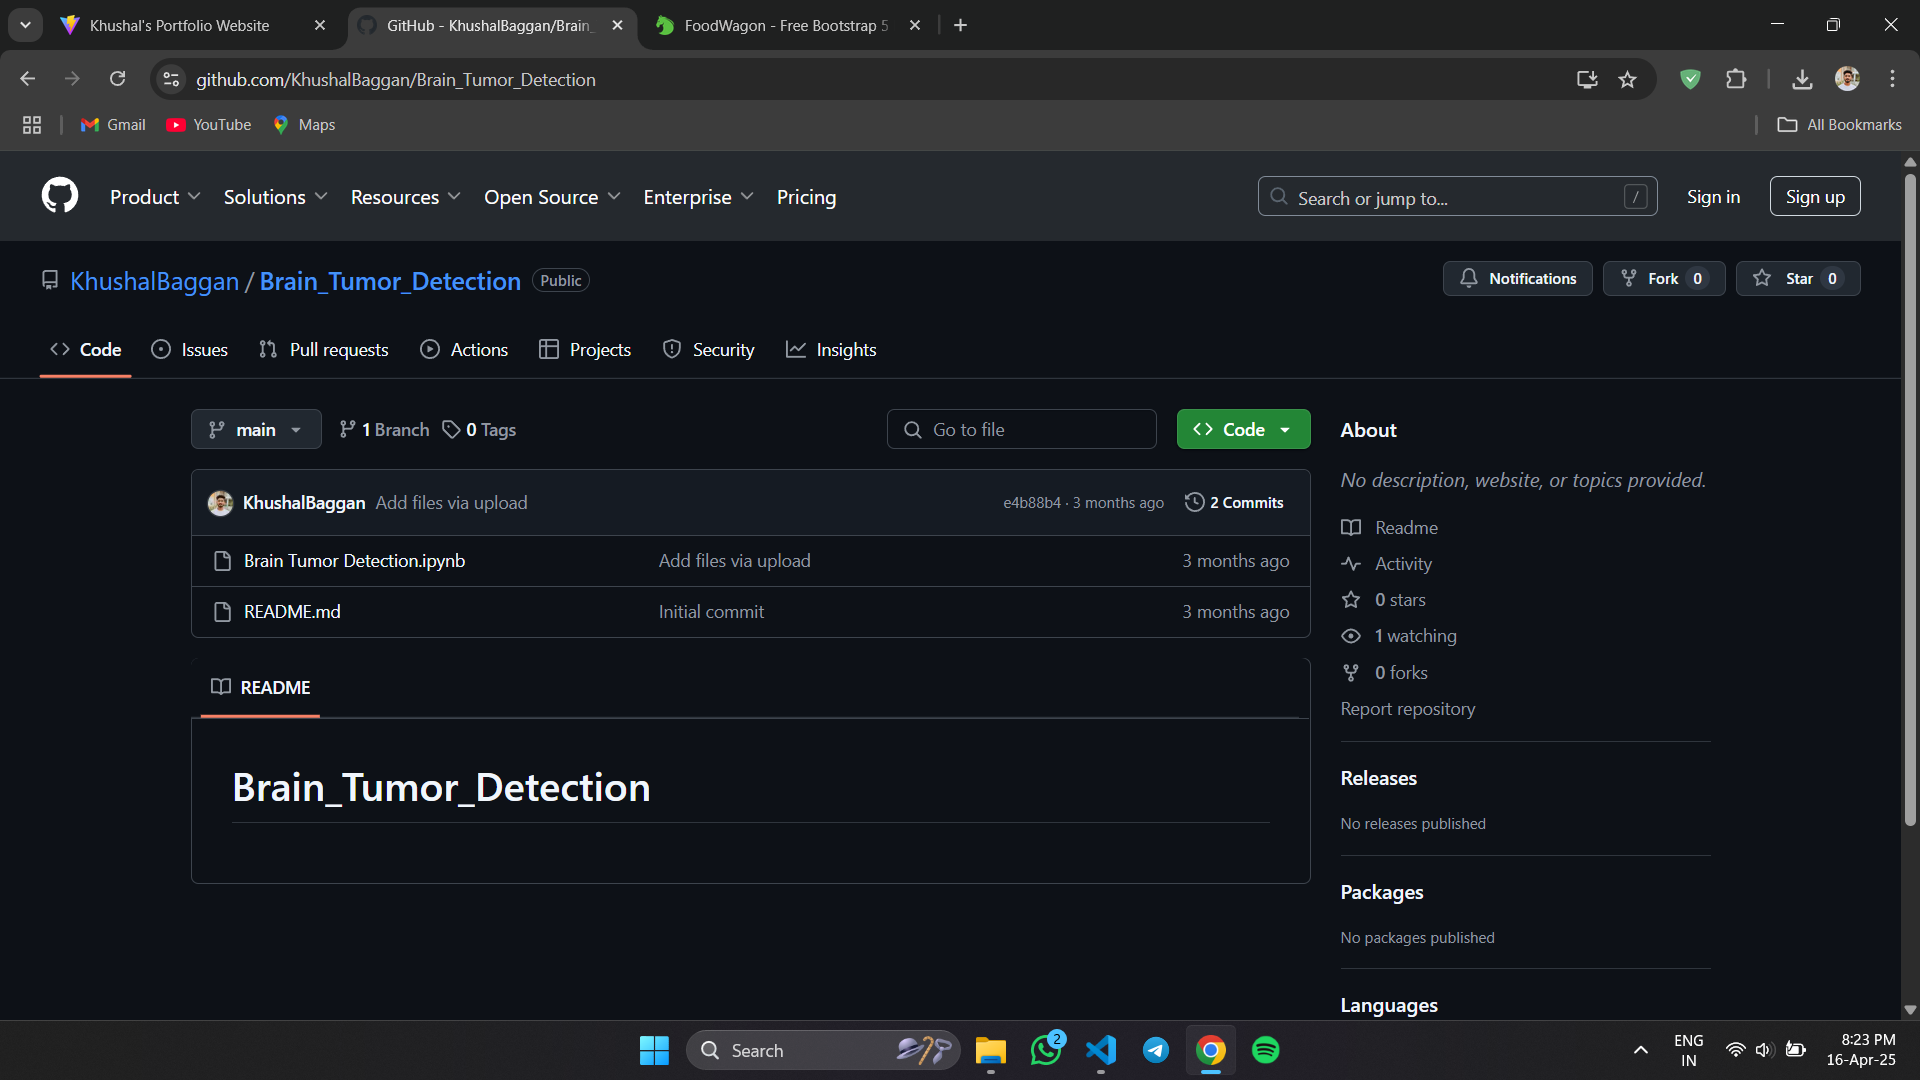 Khushal's Portfolio Website
GitHub - KhushalBaggan/Brain_
FoodWagon - Free Bootstrap 5
github.com/KhushalBaggan/Brain_Tumor_Detection
Gmail
YouTube
Maps
All Bookmarks
Product
Solutions
Resources
Open Source
Enterprise
Pricing
Search or jump to...
/
Sign in
Sign up
KhushalBaggan / Brain_Tumor_Detection Public
Notifications
Fork 0
Star 0
Code
Issues
Pull requests
Actions
Projects
Security
Insights
main
1 Branch
0 Tags
Go to file
Code
KhushalBaggan Add files via upload
e4b88b4 · 3 months ago
2 Commits
Brain Tumor Detection.ipynb
Add files via upload
3 months ago
README.md
Initial commit
3 months ago
README
Brain_Tumor_Detection
About
No description, website, or topics provided.
Readme
Activity
0 stars
1 watching
0 forks
Report repository
Releases
No releases published
Packages
No packages published
Languages
Search
2
ENG
IN
8:23 PM
16-Apr-25